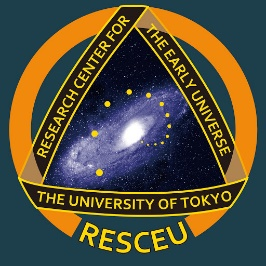 RESEARCH CENTER FOR
THE EARLY UNIVERSE
THE UNIVERSITY OF TOKYO
RESCEU